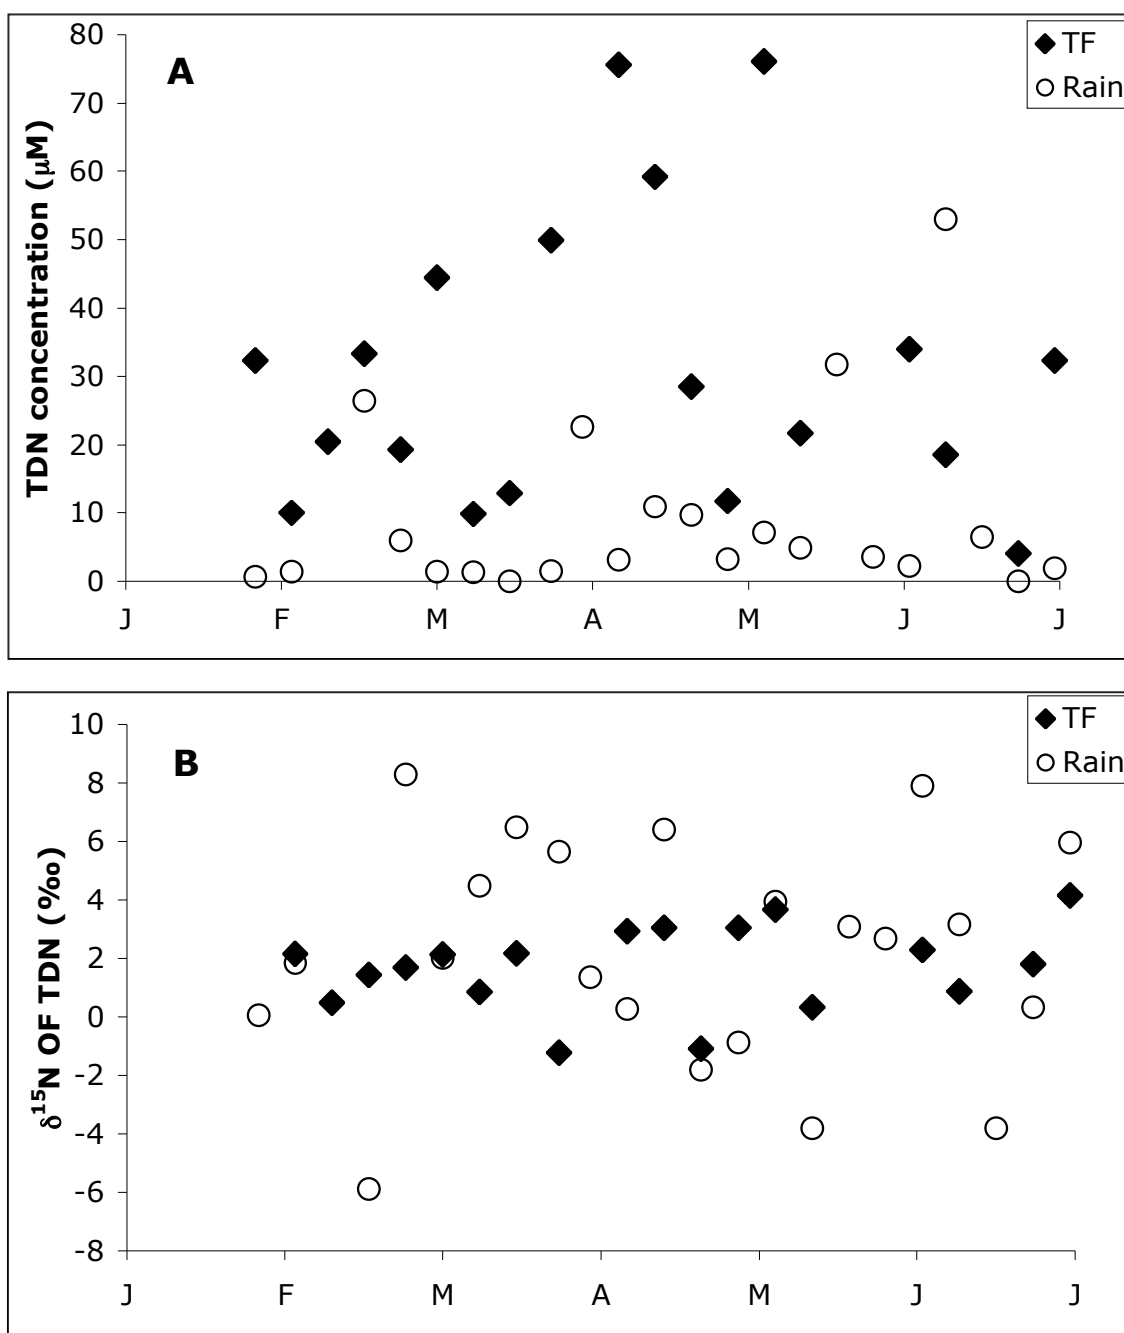 A
TF
Rain
TDN concentration (µM)
80
70
60
50
40
30
20
10
0
J F M A M J J
B
TF
Rain
δ¹⁵N OF TDN (‰)
10
8
6
4
2
0
-2
-4
-6
-8
J F M A M J J